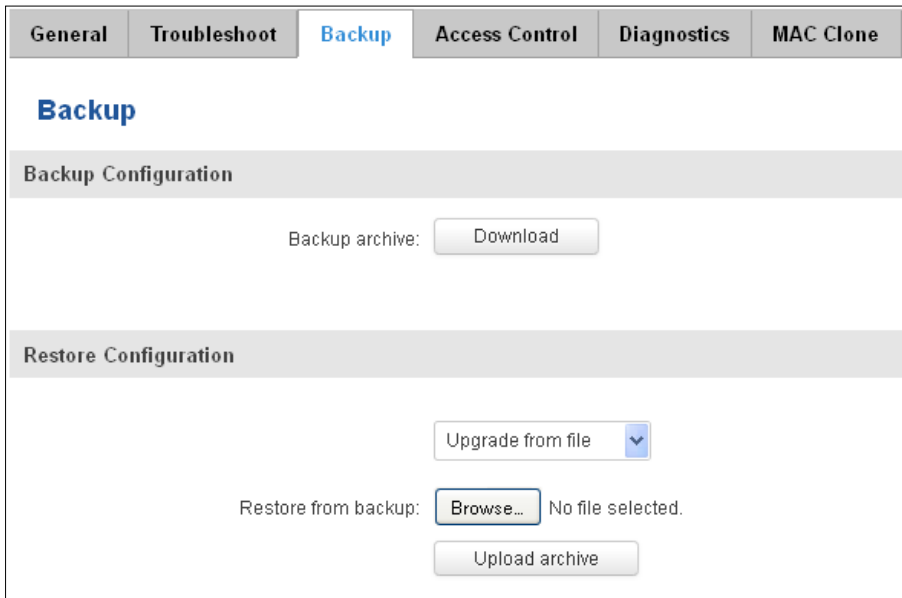 General Troubleshoot Backup Access Control Diagnostics MAC Clone
Backup
Backup Configuration
Backup archive: Download
Restore Configuration
Upgrade from file
Restore from backup: Browse... No file selected.
Upload archive